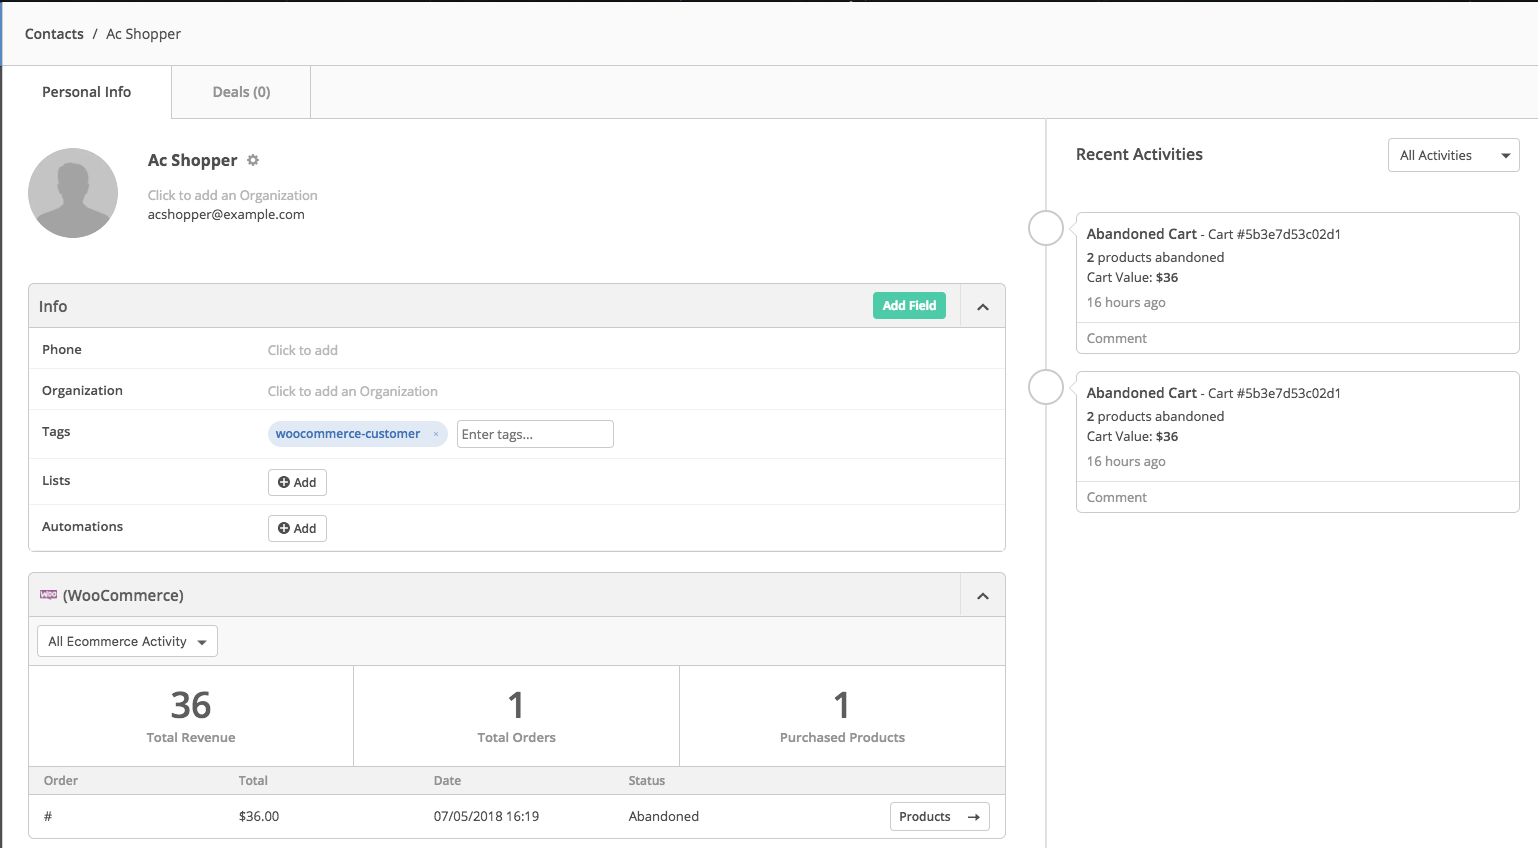 Contacts / Ac Shopper
Personal Info
Deals (0)
Ac Shopper
Click to add an Organization
acshopper@example.com
Info
Add Field
Phone
Click to add
Organization
Click to add an Organization
Tags
woocommerce-customer ×
Enter tags...
Lists
Add
Automations
Add
Woo (WooCommerce)
All Ecommerce Activity
36
Total Revenue
1
Total Orders
1
Purchased Products
Order Total Date Status
# $36.00 07/05/2018 16:19 Abandoned Products →
Recent Activities
All Activities
Abandoned Cart - Cart #5b3e7d53c02d1
2 products abandoned
Cart Value: $36
16 hours ago
Comment
Abandoned Cart - Cart #5b3e7d53c02d1
2 products abandoned
Cart Value: $36
16 hours ago
Comment